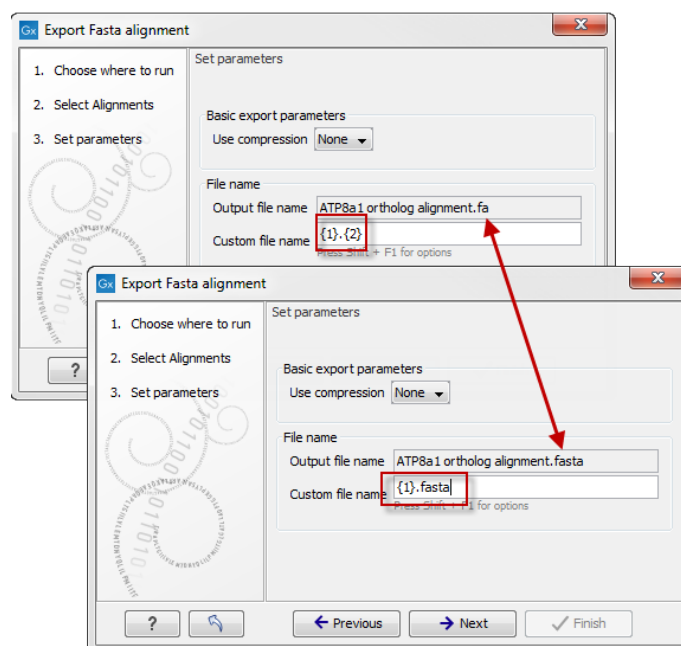 Gx Export Fasta alignment
1. Choose where to run
2. Select Alignments
3. Set parameters
Set parameters
Basic export parameters
Use compression None
File name
Output file name ATP8a1 ortholog alignment.fa
Custom file name {1}.{2}
Press Shift + F1 for options
?
Gx Export Fasta alignment
1. Choose where to run
2. Select Alignments
3. Set parameters
Set parameters
Basic export parameters
Use compression None
File name
Output file name ATP8a1 ortholog alignment.fasta
Custom file name {1}.fasta
Press Shift + F1 for options
? Previous Next Finish